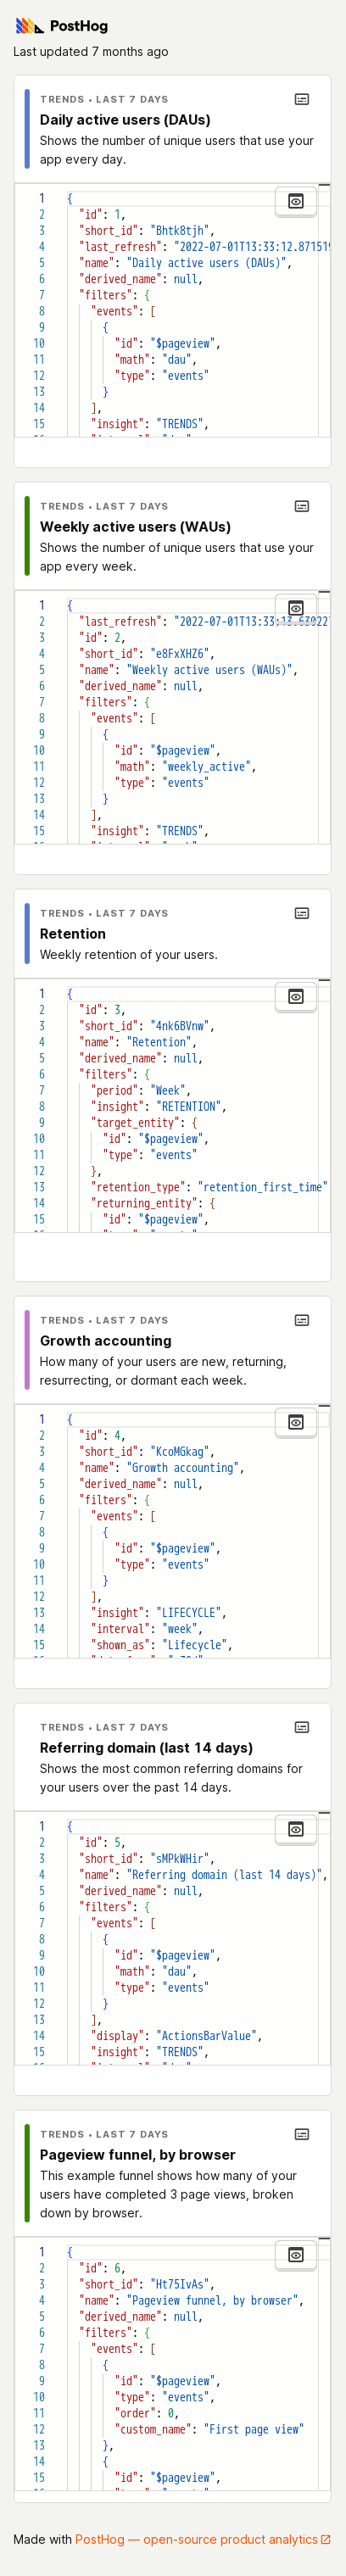 PostHog
Last updated 7 months ago
TRENDS • LAST 7 DAYS
Daily active users (DAUs)
Shows the number of unique users that use your
app every day.
1 {
2 "id": 1,
3 "short_id": "Bhtk8tjh",
4 "last_refresh": "2022-07-01T13:33:12.871519
5 "name": "Daily active users (DAUs)",
6 "derived_name": null,
7 "filters": {
8 "events": [
9 {
10 "id": "$pageview",
11 "math": "dau",
12 "type": "events"
13 }
14 ],
15 "insight": "TRENDS",
TRENDS • LAST 7 DAYS
Weekly active users (WAUs)
Shows the number of unique users that use your
app every week.
1 {
2 "last_refresh": "2022-07-01T13:33:13.630227
3 "id": 2,
4 "short_id": "e8FxXHZ6",
5 "name": "Weekly active users (WAUs)",
6 "derived_name": null,
7 "filters": {
8 "events": [
9 {
10 "id": "$pageview",
11 "math": "weekly_active",
12 "type": "events"
13 }
14 ],
15 "insight": "TRENDS",
TRENDS • LAST 7 DAYS
Retention
Weekly retention of your users.
1 {
2 "id": 3,
3 "short_id": "4nk6BVnw",
4 "name": "Retention",
5 "derived_name": null,
6 "filters": {
7 "period": "Week",
8 "insight": "RETENTION",
9 "target_entity": {
10 "id": "$pageview",
11 "type": "events"
12 },
13 "retention_type": "retention_first_time"
14 "returning_entity": {
15 "id": "$pageview",
TRENDS • LAST 7 DAYS
Growth accounting
How many of your users are new, returning,
resurrecting, or dormant each week.
1 {
2 "id": 4,
3 "short_id": "KcoMGkag",
4 "name": "Growth accounting",
5 "derived_name": null,
6 "filters": {
7 "events": [
8 {
9 "id": "$pageview",
10 "type": "events"
11 }
12 ],
13 "insight": "LIFECYCLE",
14 "interval": "week",
15 "shown_as": "Lifecycle",
TRENDS • LAST 7 DAYS
Referring domain (last 14 days)
Shows the most common referring domains for
your users over the past 14 days.
1 {
2 "id": 5,
3 "short_id": "sMPkWHir",
4 "name": "Referring domain (last 14 days)",
5 "derived_name": null,
6 "filters": {
7 "events": [
8 {
9 "id": "$pageview",
10 "math": "dau",
11 "type": "events"
12 }
13 ],
14 "display": "ActionsBarValue",
15 "insight": "TRENDS",
TRENDS • LAST 7 DAYS
Pageview funnel, by browser
This example funnel shows how many of your
users have completed 3 page views, broken
down by browser.
1 {
2 "id": 6,
3 "short_id": "Ht75IvAs",
4 "name": "Pageview funnel, by browser",
5 "derived_name": null,
6 "filters": {
7 "events": [
8 {
9 "id": "$pageview",
10 "type": "events",
11 "order": 0,
12 "custom_name": "First page view"
13 },
14 {
15 "id": "$pageview",
Made with PostHog — open-source product analytics